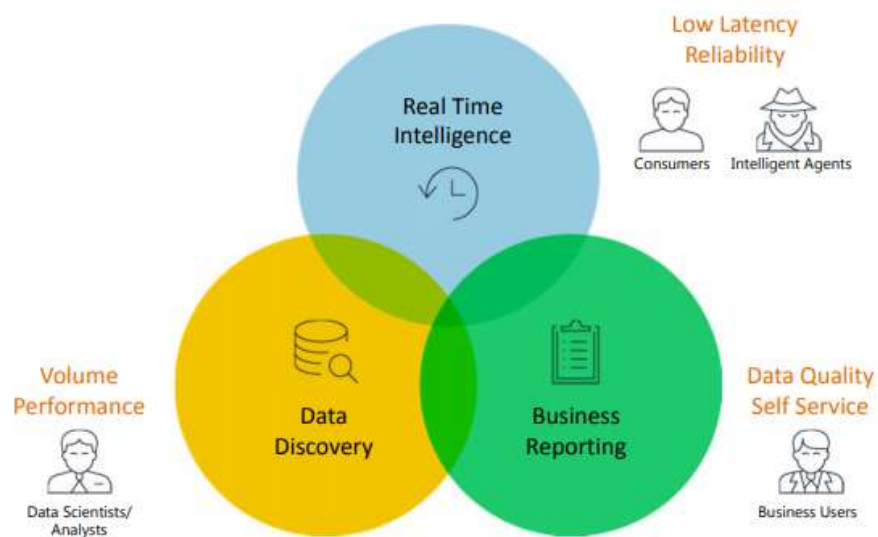 Low Latency
Reliability
Real Time
Intelligence
Consumers
Intelligent Agents
Volume
Performance
Data Quality
Self Service
Data
Discovery
Business
Reporting
Data Scientists/
Analysts
Business Users